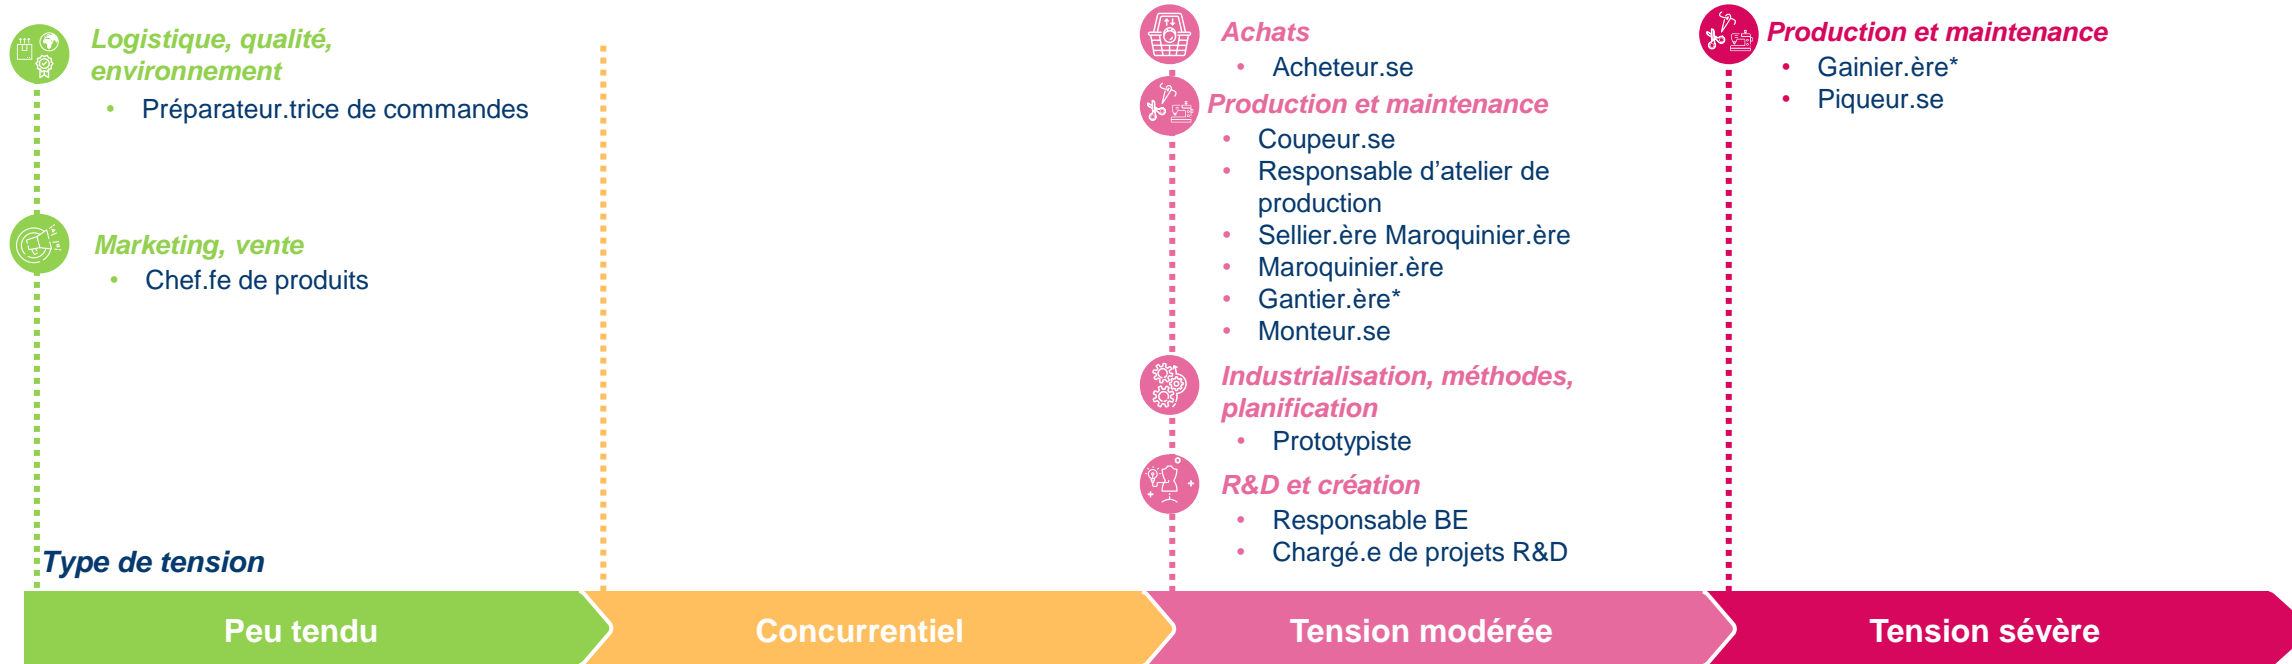 Logistique, qualité,
environnement
• Préparateur.trice de commandes
Marketing, vente
• Chef.fe de produits
Achats
• Acheteur.se
Production et maintenance
• Coupeur.se
• Responsable d’atelier de
production
• Sellier.ère Maroquinier.ère
• Maroquinier.ère
• Gantier.ère*
• Monteur.se
Industrialisation, méthodes,
planification
• Prototypiste
R&D et création
• Responsable BE
• Chargé.e de projets R&D
Production et maintenance
• Gainier.ère*
• Piqueur.se
Type de tension
Peu tendu
Concurrentiel
Tension modérée
Tension sévère